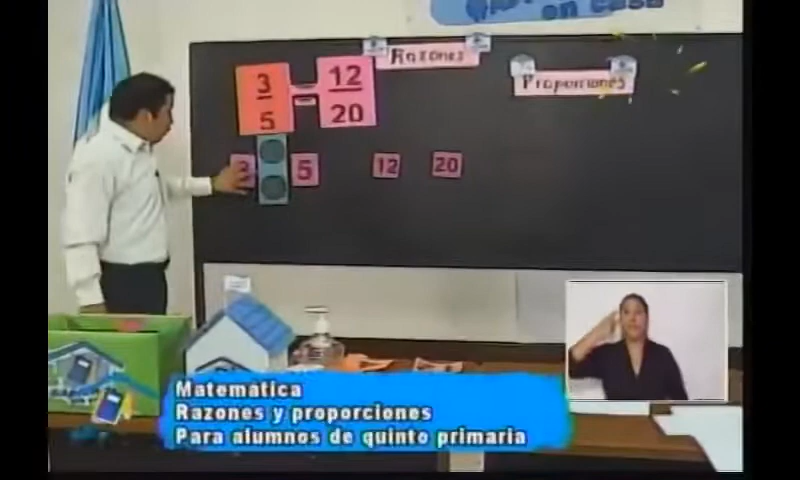 en casa
Razones
Proporciones
3
5
=
12
20
3 : 5
12
20
Matemática
Razones y proporciones
Para alumnos de quinto primaria